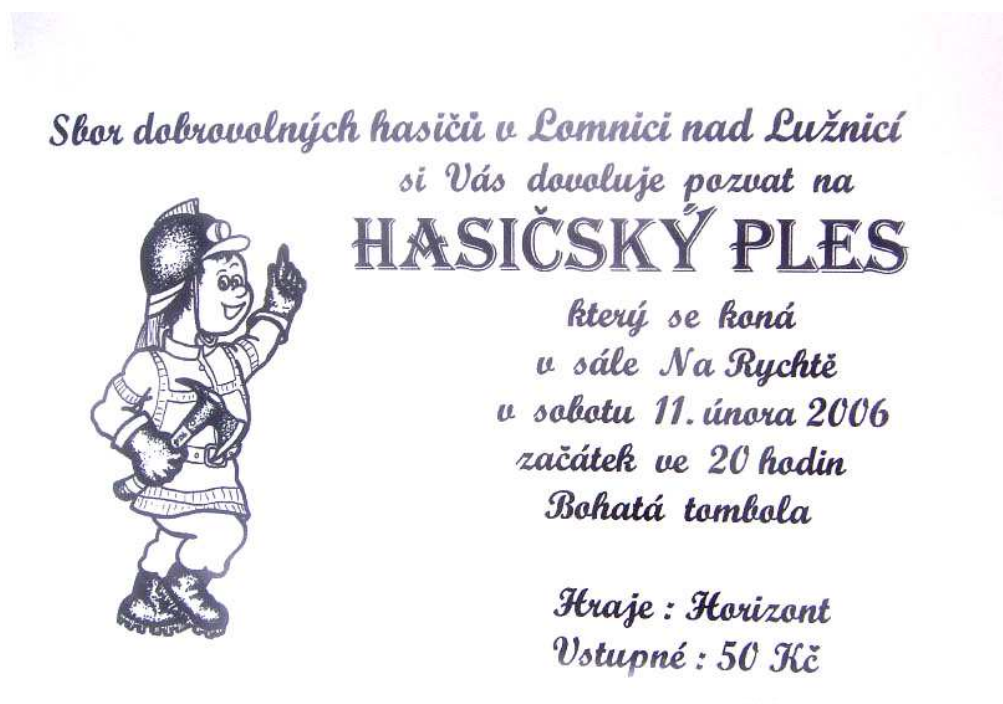 Sbor dobrovolných hasičů v Lomnici nad Lužnicí
si Vás dovoluje pozvat na
HASIČSKÝ PLES
který se koná
v sále Na Rychtě
v sobotu 11. února 2006
začátek ve 20 hodin
Bohatá tombola
Hraje : Horizont
Vstupné : 50 Kč